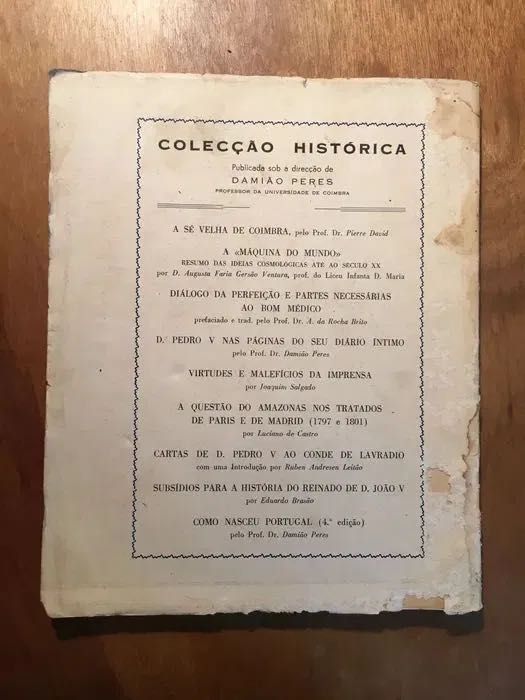 COLECÇÃO HISTÓRICA
Publicada sob a direcção de
DAMIÃO PERES
PROFESSOR DA UNIVERSIDADE DE COIMBRA
A SÉ VELHA DE COIMBRA, pelo Prof. Dr. Pierre David
A «MÁQUINA DO MUNDO»
RESUMO DAS IDEIAS COSMOLÓGICAS ATÉ AO SÉCULO XX
por D. Augusta Faria Gersão Ventura, prof. do Liceu Infanta D. Maria
DIÁLOGO DA PERFEIÇÃO E PARTES NECESSÁRIAS
AO BOM MÉDICO
prefaciado e trad. pelo Prof. Dr. A. da Rocha Brito
D. PEDRO V NAS PÁGINAS DO SEU DIÁRIO ÍNTIMO
pelo Prof. Dr. Damião Peres
VIRTUDES E MALEFÍCIOS DA IMPRENSA
por Joaquim Salgado
A QUESTÃO DO AMAZONAS NOS TRATADOS
DE PARIS E DE MADRID (1797 e 1801)
por Luciano de Castro
CARTAS DE D. PEDRO V AO CONDE DE LAVRADIO
com uma Introdução por Ruben Andresen Leitão
SUBSÍDIOS PARA A HISTÓRIA DO REINADO DE D. JOÃO V
por Eduardo Brasão
COMO NASCEU PORTUGAL (4.ª edição)
pelo Prof. Dr. Damião Peres